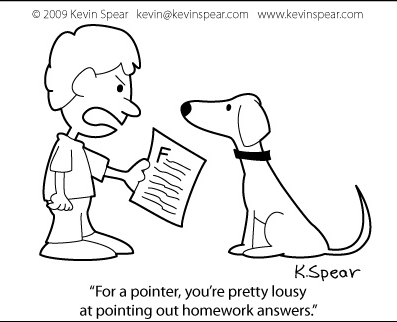 © 2009 Kevin Spear   kevin@kevinspear.com   www.kevinspear.com
F
K.Spear
“For a pointer, you’re pretty lousy
at pointing out homework answers.”